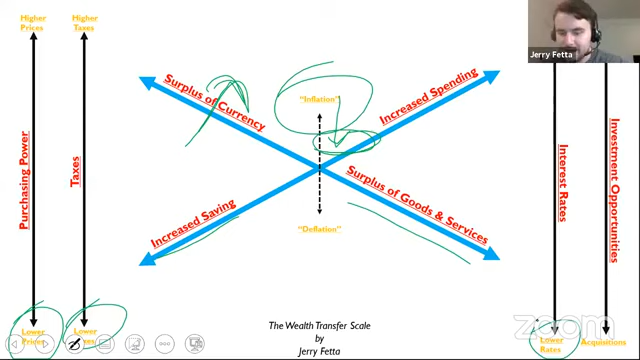 Higher
Prices
Higher
Taxes
Jerry Fetta
Surplus of Currency
"Inflation"
Increased Spending
Purchasing Power
Taxes
Interest Rates
Investment Opportunities
Increased Saving
"Deflation"
Surplus of Goods & Services
Lower
Prices
Lower
The Wealth Transfer Scale
by
Jerry Fetta
zoom
Lower
Rates
Acquisitions